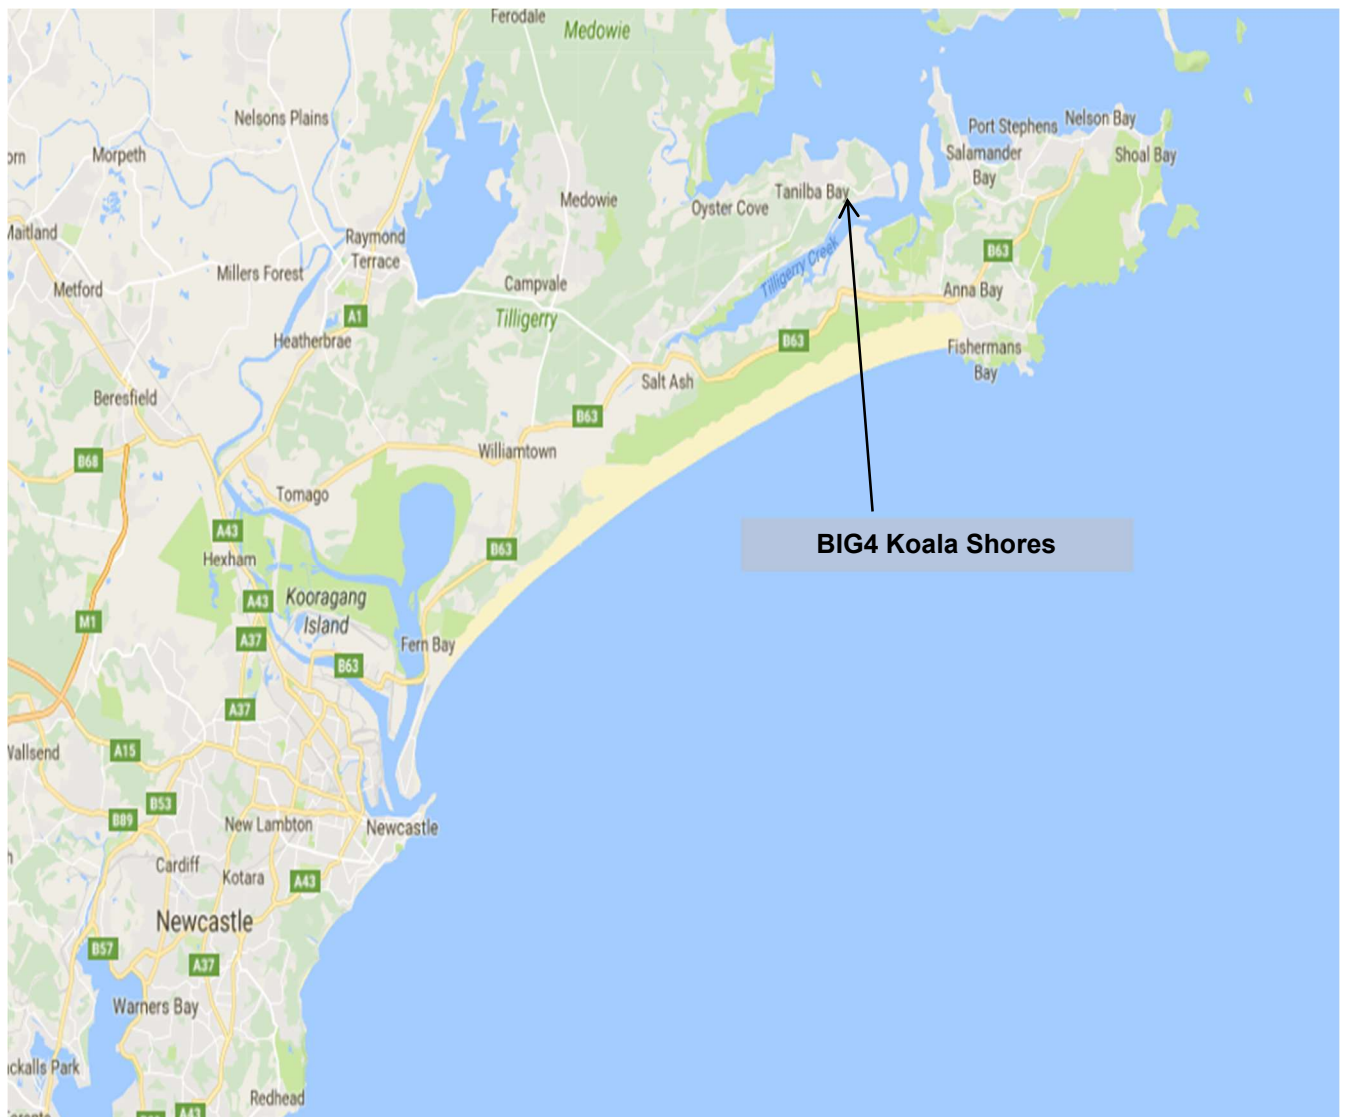 Ferodale
Medowie
Nelsons Plains
Port Stephens
Nelson Bay
orn
Morpeth
Salamander
Bay
Shoal Bay
Medowie
Tanilba Bay
Oyster Cove
Maitland
Raymond
Terrace
B63
Millers Forest
Tilligerry Creek
Metford
Campvale
Anna Bay
A1
Tilligerry
Heatherbrae
B63
Fishermans
Bay
Salt Ash
Beresfield
B63
Williamtown
B68
Tomago
A43
BIG4 Koala Shores
B63
Hexham
A43
Kooragang
Island
M1
A37
Fern Bay
B63
A37
Wallsend
A15
B53
B89
New Lambton
Newcastle
Cardiff
Kotara
A43
Newcastle
B57
A37
Warners Bay
ckalls Park
Redhead
A43